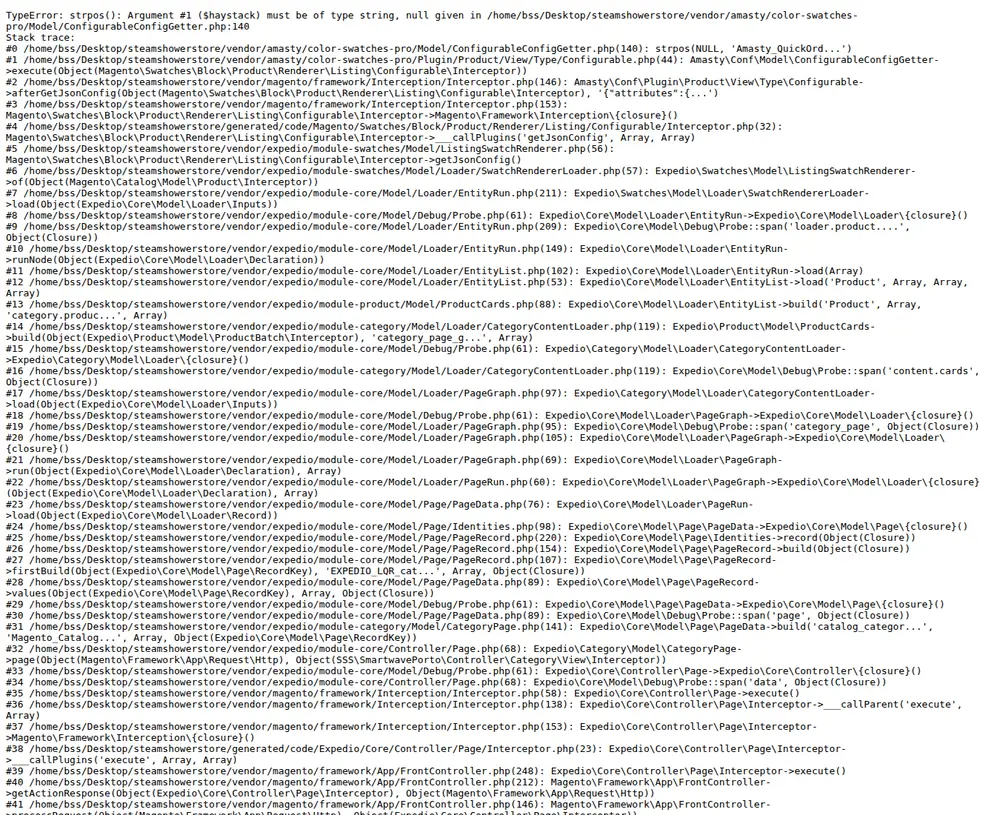 TypeError: strpos(): Argument #1 ($haystack) must be of type string, null given in /home/bss/Desktop/steamshowerstore/vendor/amasty/color-swatches-
pro/Model/ConfigurableConfigGetter.php:140
Stack trace:
#0 /home/bss/Desktop/steamshowerstore/vendor/amasty/color-swatches-pro/Model/ConfigurableConfigGetter.php(140): strpos(NULL, 'Amasty_QuickOrd...')
#1 /home/bss/Desktop/steamshowerstore/vendor/amasty/color-swatches-pro/Plugin/Product/View/Type/Configurable.php(44): Amasty\Conf\Model\ConfigurableConfigGetter-
>execute(Object(Magento\Swatches\Block\Product\Renderer\Listing\Configurable\Interceptor))
#2 /home/bss/Desktop/steamshowerstore/vendor/magento/framework/Interception/Interceptor.php(146): Amasty\Conf\Plugin\Product\View\Type\Configurable-
>afterGetJsonConfig(Object(Magento\Swatches\Block\Product\Renderer\Listing\Configurable\Interceptor), '{"attributes":{...')
#3 /home/bss/Desktop/steamshowerstore/vendor/magento/framework/Interception/Interceptor.php(153):
Magento\Swatches\Block\Product\Renderer\Listing\Configurable\Interceptor->Magento\Framework\Interception\{closure}()
#4 /home/bss/Desktop/steamshowerstore/generated/code/Magento/Swatches/Block/Product/Renderer/Listing/Configurable/Interceptor.php(32):
Magento\Swatches\Block\Product\Renderer\Listing\Configurable\Interceptor->___callPlugins('getJsonConfig', Array, Array)
#5 /home/bss/Desktop/steamshowerstore/vendor/expedio/module-swatches/Model/ListingSwatchRenderer.php(56):
Magento\Swatches\Block\Product\Renderer\Listing\Configurable\Interceptor->getJsonConfig()
#6 /home/bss/Desktop/steamshowerstore/vendor/expedio/module-swatches/Model/Loader/SwatchRendererLoader.php(57): Expedio\Swatches\Model\ListingSwatchRenderer-
>of(Object(Magento\Catalog\Model\Product\Interceptor))
#7 /home/bss/Desktop/steamshowerstore/vendor/expedio/module-core/Model/Loader/EntityRun.php(211): Expedio\Swatches\Model\Loader\SwatchRendererLoader-
>load(Object(Expedio\Core\Model\Loader\Inputs))
#8 /home/bss/Desktop/steamshowerstore/vendor/expedio/module-core/Model/Debug/Probe.php(61): Expedio\Core\Model\Loader\EntityRun->Expedio\Core\Model\Loader\{closure}()
#9 /home/bss/Desktop/steamshowerstore/vendor/expedio/module-core/Model/Loader/EntityRun.php(209): Expedio\Core\Model\Debug\Probe::span('loader.product....',
Object(Closure))
#10 /home/bss/Desktop/steamshowerstore/vendor/expedio/module-core/Model/Loader/EntityRun.php(149): Expedio\Core\Model\Loader\EntityRun-
>runNode(Object(Expedio\Core\Model\Loader\Declaration))
#11 /home/bss/Desktop/steamshowerstore/vendor/expedio/module-core/Model/Loader/EntityList.php(102): Expedio\Core\Model\Loader\EntityRun->load(Array)
#12 /home/bss/Desktop/steamshowerstore/vendor/expedio/module-core/Model/Loader/EntityList.php(53): Expedio\Core\Model\Loader\EntityList->load('Product', Array, Array,
Array)
#13 /home/bss/Desktop/steamshowerstore/vendor/expedio/module-product/Model/ProductCards.php(88): Expedio\Core\Model\Loader\EntityList->build('Product', Array,
'category.produc...', Array)
#14 /home/bss/Desktop/steamshowerstore/vendor/expedio/module-category/Model/Loader/CategoryContentLoader.php(119): Expedio\Product\Model\ProductCards-
>build(Object(Expedio\Product\Model\ProductBatch\Interceptor), 'category_page_g...', Array)
#15 /home/bss/Desktop/steamshowerstore/vendor/expedio/module-core/Model/Debug/Probe.php(61): Expedio\Category\Model\Loader\CategoryContentLoader-
>Expedio\Category\Model\Loader\{closure}()
#16 /home/bss/Desktop/steamshowerstore/vendor/expedio/module-category/Model/Loader/CategoryContentLoader.php(119): Expedio\Core\Model\Debug\Probe::span('content.cards',
Object(Closure))
#17 /home/bss/Desktop/steamshowerstore/vendor/expedio/module-core/Model/Loader/PageGraph.php(97): Expedio\Category\Model\Loader\CategoryContentLoader-
>load(Object(Expedio\Core\Model\Loader\Inputs))
#18 /home/bss/Desktop/steamshowerstore/vendor/expedio/module-core/Model/Debug/Probe.php(61): Expedio\Core\Model\Loader\PageGraph->Expedio\Core\Model\Loader\{closure}()
#19 /home/bss/Desktop/steamshowerstore/vendor/expedio/module-core/Model/Loader/PageGraph.php(95): Expedio\Core\Model\Debug\Probe::span('category_page', Object(Closure))
#20 /home/bss/Desktop/steamshowerstore/vendor/expedio/module-core/Model/Loader/PageGraph.php(105): Expedio\Core\Model\Loader\PageGraph->Expedio\Core\Model\Loader\
{closure}()
#21 /home/bss/Desktop/steamshowerstore/vendor/expedio/module-core/Model/Loader/PageGraph.php(69): Expedio\Core\Model\Loader\PageGraph-
>run(Object(Expedio\Core\Model\Loader\Declaration), Array)
#22 /home/bss/Desktop/steamshowerstore/vendor/expedio/module-core/Model/Loader/PageRun.php(60): Expedio\Core\Model\Loader\PageGraph->Expedio\Core\Model\Loader\{closure}
(Object(Expedio\Core\Model\Loader\Declaration), Array)
#23 /home/bss/Desktop/steamshowerstore/vendor/expedio/module-core/Model/Page/PageData.php(76): Expedio\Core\Model\Loader\PageRun-
>load(Object(Expedio\Core\Model\Loader\Record))
#24 /home/bss/Desktop/steamshowerstore/vendor/expedio/module-core/Model/Page/Identities.php(98): Expedio\Core\Model\Page\PageData->Expedio\Core\Model\Page\{closure}()
#25 /home/bss/Desktop/steamshowerstore/vendor/expedio/module-core/Model/Page/PageRecord.php(220): Expedio\Core\Model\Page\Identities->record(Object(Closure))
#26 /home/bss/Desktop/steamshowerstore/vendor/expedio/module-core/Model/Page/PageRecord.php(154): Expedio\Core\Model\Page\PageRecord->build(Object(Closure))
#27 /home/bss/Desktop/steamshowerstore/vendor/expedio/module-core/Model/Page/PageRecord.php(107): Expedio\Core\Model\Page\PageRecord-
>firstBuild(Object(Expedio\Core\Model\Page\RecordKey), 'EXPEDIO_LQR_cat...', Array, Object(Closure))
#28 /home/bss/Desktop/steamshowerstore/vendor/expedio/module-core/Model/Page/PageData.php(89): Expedio\Core\Model\Page\PageRecord-
>values(Object(Expedio\Core\Model\Page\RecordKey), Array, Object(Closure))
#29 /home/bss/Desktop/steamshowerstore/vendor/expedio/module-core/Model/Debug/Probe.php(61): Expedio\Core\Model\Page\PageData->Expedio\Core\Model\Page\{closure}()
#30 /home/bss/Desktop/steamshowerstore/vendor/expedio/module-core/Model/Page/PageData.php(89): Expedio\Core\Model\Debug\Probe::span('page', Object(Closure))
#31 /home/bss/Desktop/steamshowerstore/vendor/expedio/module-category/Model/CategoryPage.php(141): Expedio\Core\Model\Page\PageData->build('catalog_categor...',
'Magento_Catalog...', Array, Object(Expedio\Core\Model\Page\RecordKey))
#32 /home/bss/Desktop/steamshowerstore/vendor/expedio/module-core/Controller/Page.php(68): Expedio\Category\Model\CategoryPage-
>page(Object(Magento\Framework\App\Request\Http), Object(SSS\SmartwavePorto\Controller\Category\View\Interceptor))
#33 /home/bss/Desktop/steamshowerstore/vendor/expedio/module-core/Model/Debug/Probe.php(61): Expedio\Core\Controller\Page->Expedio\Core\Controller\{closure}()
#34 /home/bss/Desktop/steamshowerstore/vendor/expedio/module-core/Controller/Page.php(68): Expedio\Core\Model\Debug\Probe::span('data', Object(Closure))
#35 /home/bss/Desktop/steamshowerstore/vendor/magento/framework/Interception/Interceptor.php(58): Expedio\Core\Controller\Page->execute()
#36 /home/bss/Desktop/steamshowerstore/vendor/magento/framework/Interception/Interceptor.php(138): Expedio\Core\Controller\Page\Interceptor->___callParent('execute',
Array)
#37 /home/bss/Desktop/steamshowerstore/vendor/magento/framework/Interception/Interceptor.php(153): Expedio\Core\Controller\Page\Interceptor-
>Magento\Framework\Interception\{closure}()
#38 /home/bss/Desktop/steamshowerstore/generated/code/Expedio/Core/Controller/Page/Interceptor.php(23): Expedio\Core\Controller\Page\Interceptor-
>___callPlugins('execute', Array, Array)
#39 /home/bss/Desktop/steamshowerstore/vendor/magento/framework/App/FrontController.php(248): Expedio\Core\Controller\Page\Interceptor->execute()
#40 /home/bss/Desktop/steamshowerstore/vendor/magento/framework/App/FrontController.php(212): Magento\Framework\App\FrontController-
>getActionResponse(Object(Expedio\Core\Controller\Page\Interceptor), Object(Magento\Framework\App\Request\Http))
#41 /home/bss/Desktop/steamshowerstore/vendor/magento/framework/App/FrontController.php(146): Magento\Framework\App\FrontController-
>processRequest(Object(Magento\Framework\App\Request\Http), Object(Expedio\Core\Controller\Page\Interceptor))